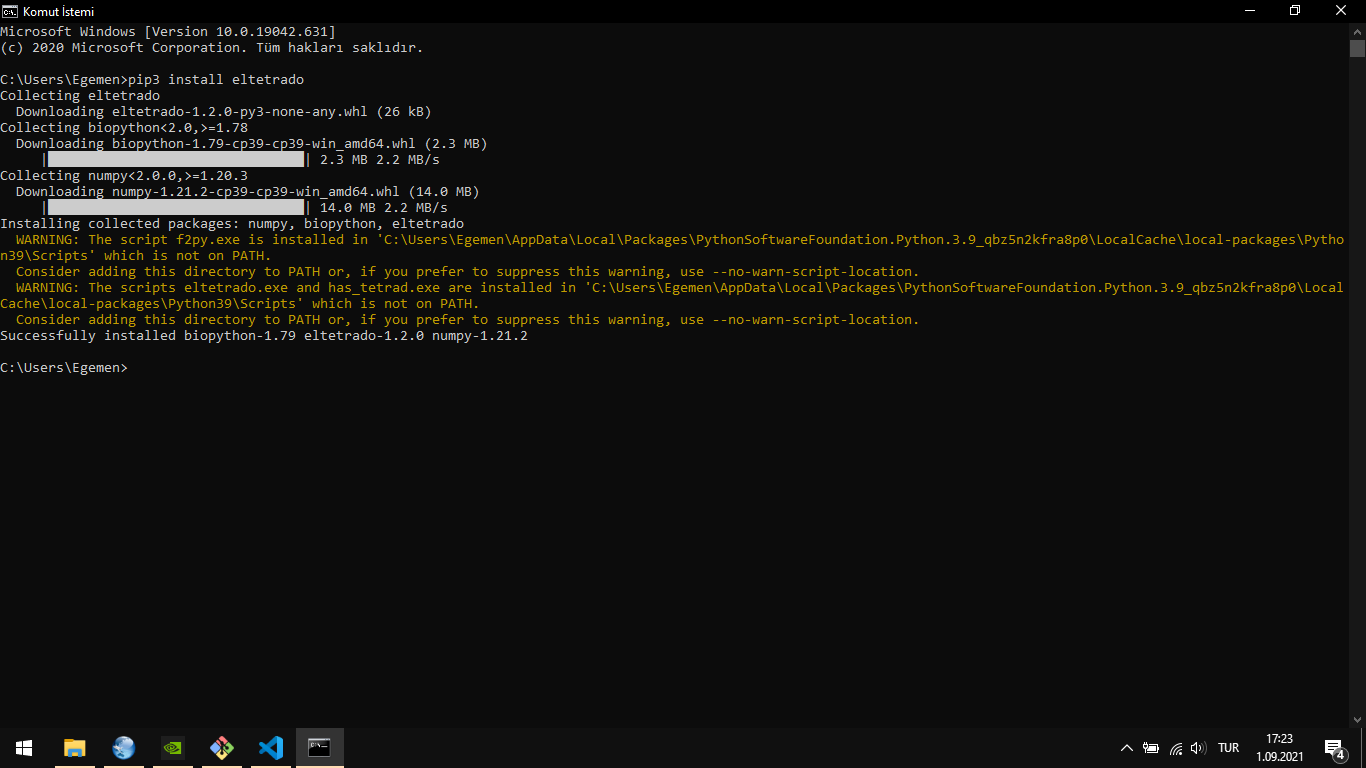 Komut İstemi
Microsoft Windows [Version 10.0.19042.631]
(c) 2020 Microsoft Corporation. Tüm hakları saklıdır.
C:\Users\Egemen>pip3 install eltetrado
Collecting eltetrado
Downloading eltetrado-1.2.0-py3-none-any.whl (26 kB)
Collecting biopython<2.0,>=1.78
Downloading biopython-1.79-cp39-cp39-win_amd64.whl (2.3 MB)
|████████████████████████████████| 2.3 MB 2.2 MB/s
Collecting numpy<2.0.0,>=1.20.3
Downloading numpy-1.21.2-cp39-cp39-win_amd64.whl (14.0 MB)
|████████████████████████████████| 14.0 MB 2.2 MB/s
Installing collected packages: numpy, biopython, eltetrado
WARNING: The script f2py.exe is installed in 'C:\Users\Egemen\AppData\Local\Packages\PythonSoftwareFoundation.Python.3.9_qbz5n2kfra8p0\LocalCache\local-packages\Pytho
n39\Scripts' which is not on PATH.
Consider adding this directory to PATH or, if you prefer to suppress this warning, use --no-warn-script-location.
WARNING: The scripts eltetrado.exe and has_tetrad.exe are installed in 'C:\Users\Egemen\AppData\Local\Packages\PythonSoftwareFoundation.Python.3.9_qbz5n2kfra8p0\Local
Cache\local-packages\Python39\Scripts' which is not on PATH.
Consider adding this directory to PATH or, if you prefer to suppress this warning, use --no-warn-script-location.
Successfully installed biopython-1.79 eltetrado-1.2.0 numpy-1.21.2
C:\Users\Egemen>
TUR
17:23
1.09.2021
4